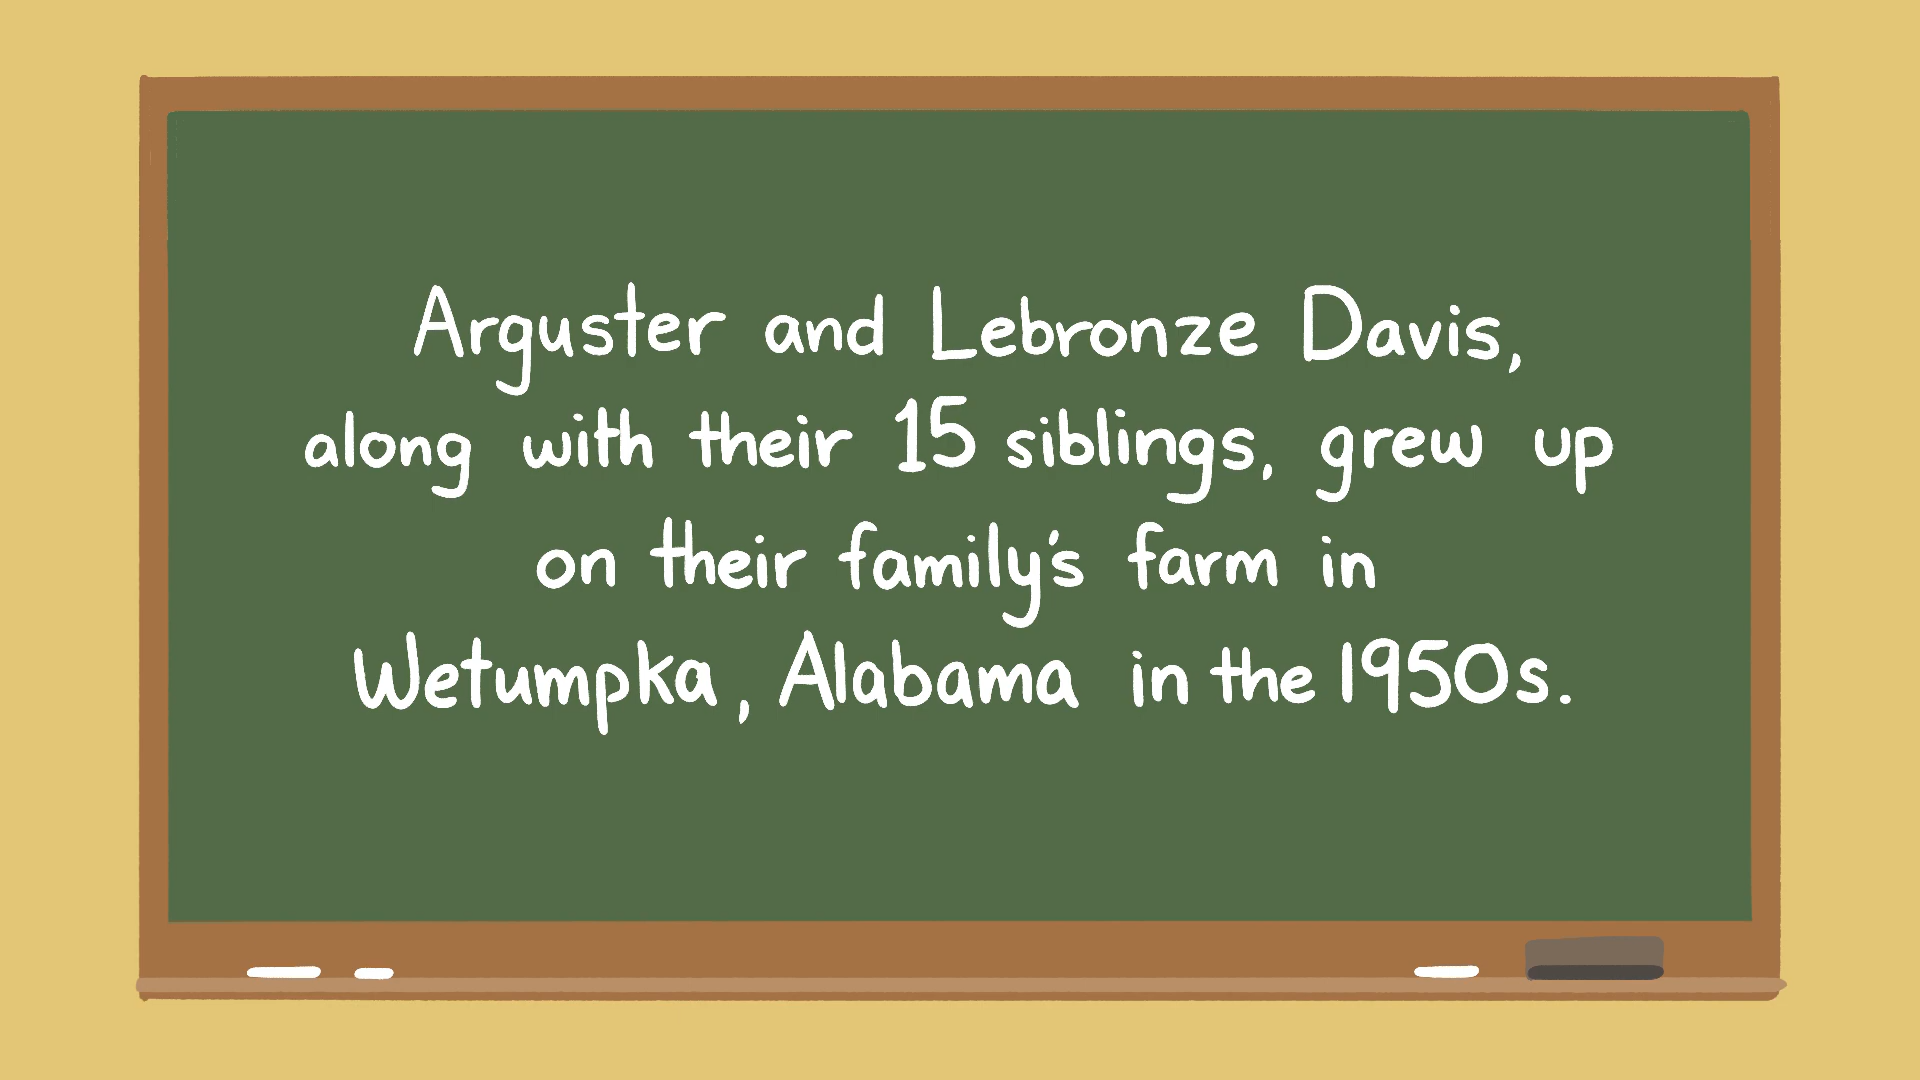 Arguster and Lebronze Davis,
along with their 15 siblings, grew up
on their family's farm in
Wetumpka, Alabama in the 1950s.